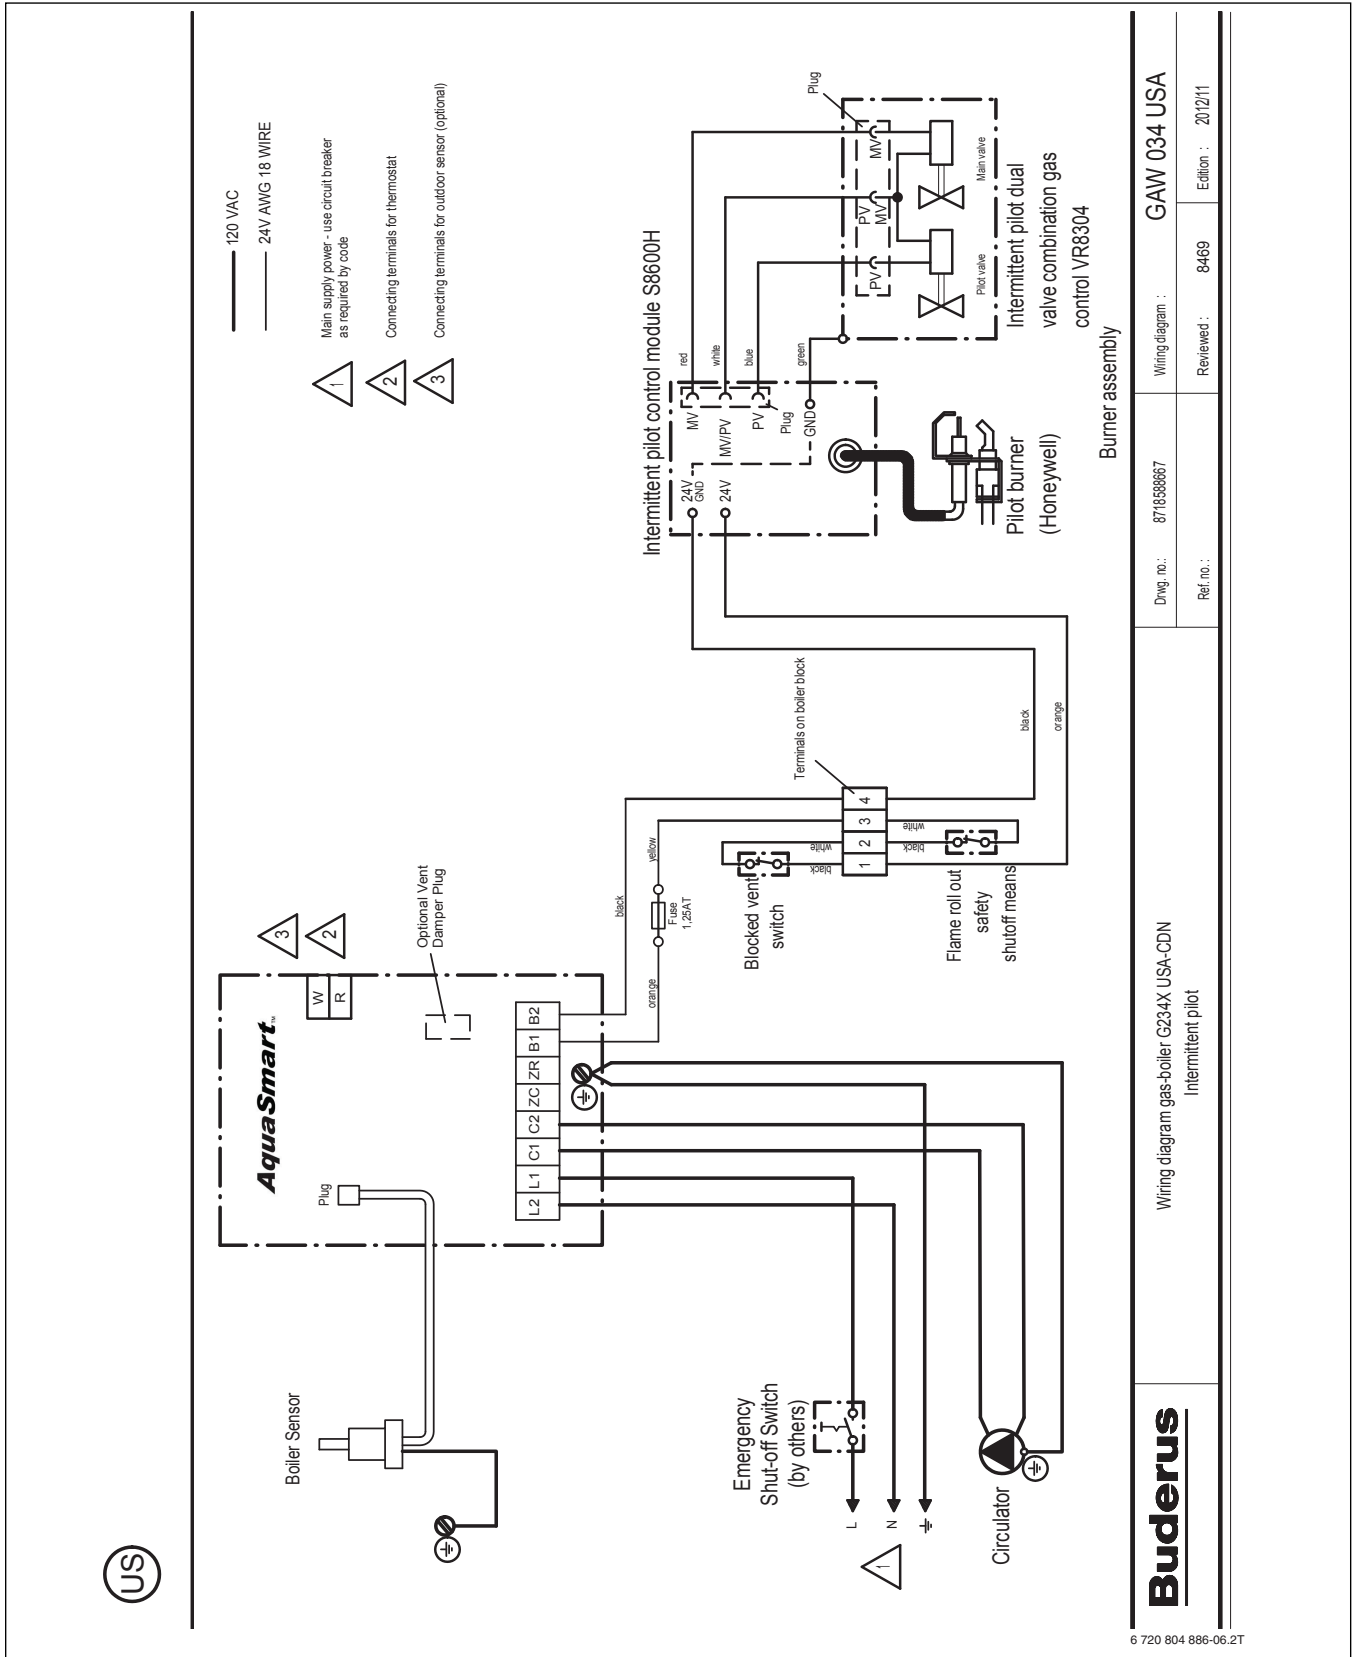 US
120 VAC
24V AWG 18 WIRE
1
Main supply power - use circuit breaker
as required by code
2
Connecting terminals for thermostat
3
Connecting terminals for outdoor sensor (optional)
Boiler Sensor
Plug
AquaSmart™
W
R
3
2
Optional Vent
Damper Plug
L2 L1 C1 C2 ZC ZR B1 B2
orange
black
Fuse
1,25AT
yellow
Emergency
Shut-off Switch
(by others)
L
N
1
Circulator
Blocked vent
switch
black
white
1 2 3 4
Terminals on boiler block
black
white
Flame roll out
safety
shutoff means
black
orange
Intermittent pilot control module S8600H
24V
GND
24V
MV
MV/PV
PV
Plug
GND
red
white
blue
green
Pilot burner
(Honeywell)
Plug
MV
PV
MV
PV
Main valve
Pilot valve
Intermittent pilot dual
valve combination gas
control VR8304
Burner assembly
Buderus
Wiring diagram gas-boiler G234X USA-CDN
Intermittent pilot
Drwg. no.: 8718588667
Ref. no.:
Wiring diagram : GAW 034 USA
Reviewed : 8469
Edition : 2012/11
6 720 804 886-06.2T